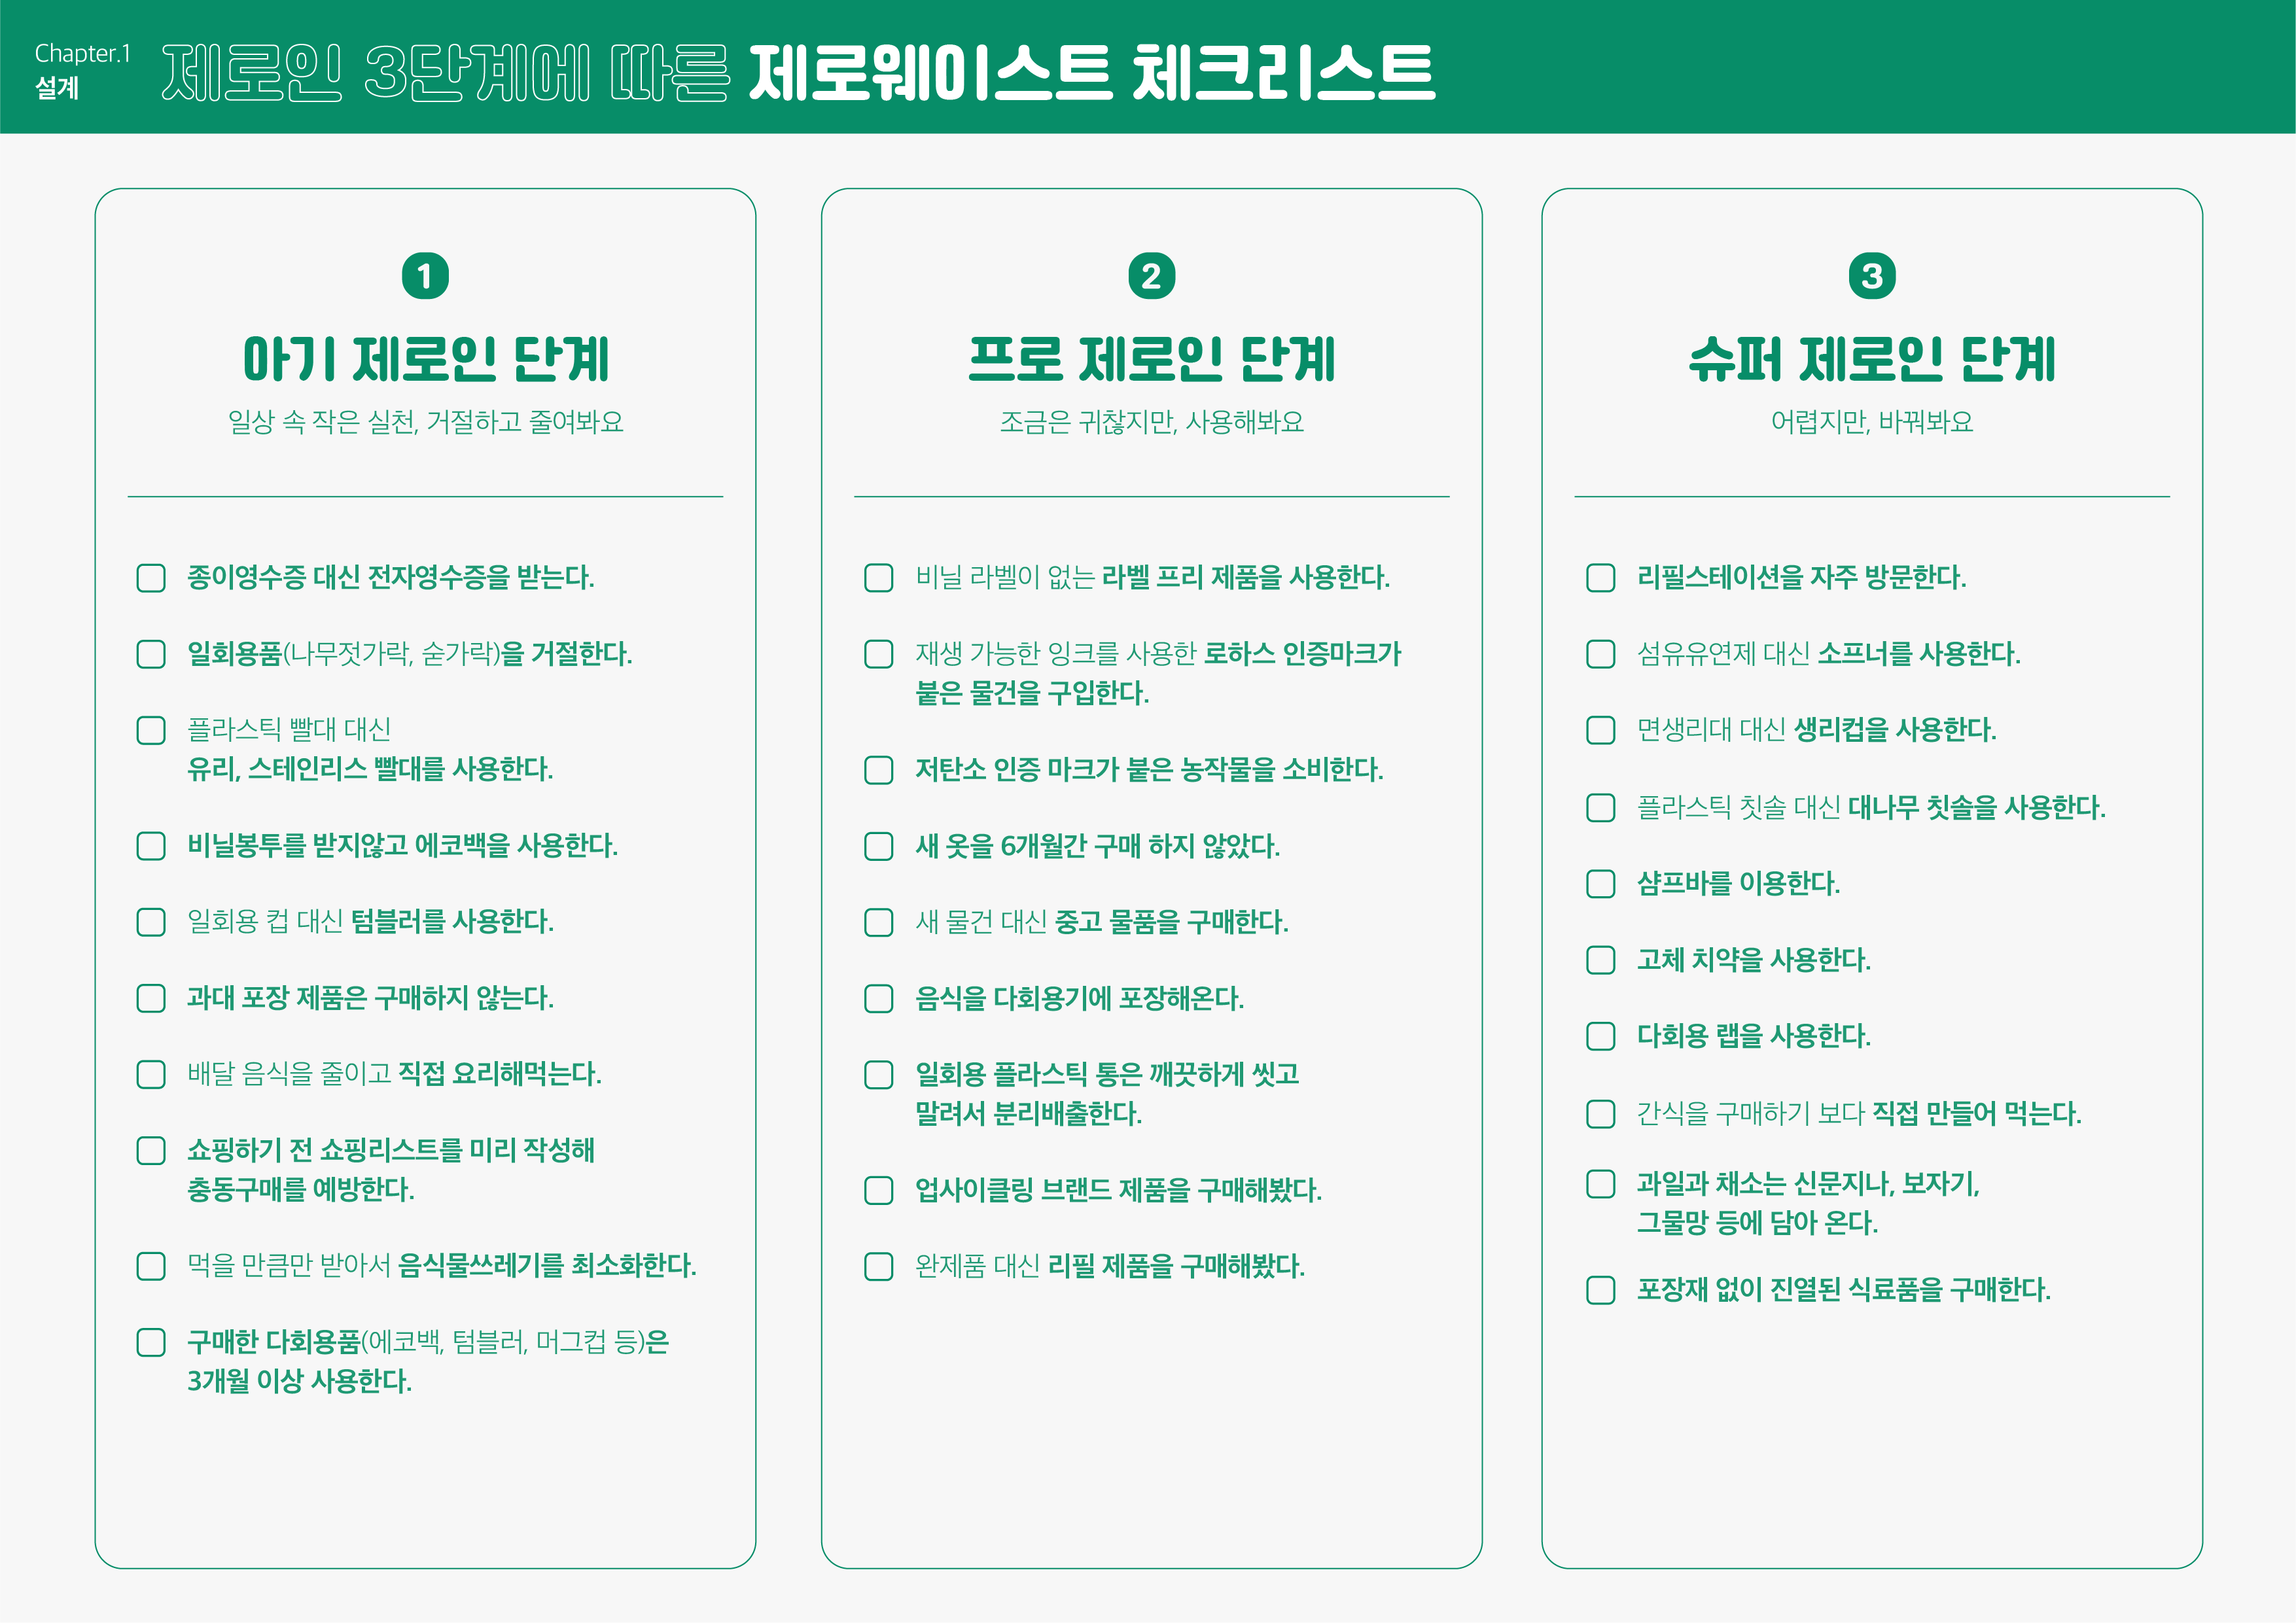 Chapter.1
설계
제로인 3단계에 따른 제로웨이스트 체크리스트
1
아기 제로인 단계
일상 속 작은 실천, 거절하고 줄여봐요
종이영수증 대신 전자영수증을 받는다.
일회용품(나무젓가락, 숟가락)을 거절한다.
플라스틱 빨대 대신
유리, 스테인리스 빨대를 사용한다.
비닐봉투를 받지않고 에코백을 사용한다.
일회용 컵 대신 텀블러를 사용한다.
과대 포장 제품은 구매하지 않는다.
배달 음식을 줄이고 직접 요리해먹는다.
쇼핑하기 전 쇼핑리스트를 미리 작성해
충동구매를 예방한다.
먹을 만큼만 받아서 음식물쓰레기를 최소화한다.
구매한 다회용품(에코백, 텀블러, 머그컵 등)은
3개월 이상 사용한다.
2
프로 제로인 단계
조금은 귀찮지만, 사용해봐요
비닐 라벨이 없는 라벨 프리 제품을 사용한다.
재생 가능한 잉크를 사용한 로하스 인증마크가
붙은 물건을 구입한다.
저탄소 인증 마크가 붙은 농작물을 소비한다.
새 옷을 6개월간 구매 하지 않았다.
새 물건 대신 중고 물품을 구매한다.
음식을 다회용기에 포장해온다.
일회용 플라스틱 통은 깨끗하게 씻고
말려서 분리배출한다.
업사이클링 브랜드 제품을 구매해봤다.
완제품 대신 리필 제품을 구매해봤다.
3
슈퍼 제로인 단계
어렵지만, 바꿔봐요
리필스테이션을 자주 방문한다.
섬유유연제 대신 소프너를 사용한다.
면생리대 대신 생리컵을 사용한다.
플라스틱 칫솔 대신 대나무 칫솔을 사용한다.
샴프바를 이용한다.
고체 치약을 사용한다.
다회용 랩을 사용한다.
간식을 구매하기 보다 직접 만들어 먹는다.
과일과 채소는 신문지나, 보자기,
그물망 등에 담아 온다.
포장재 없이 진열된 식료품을 구매한다.